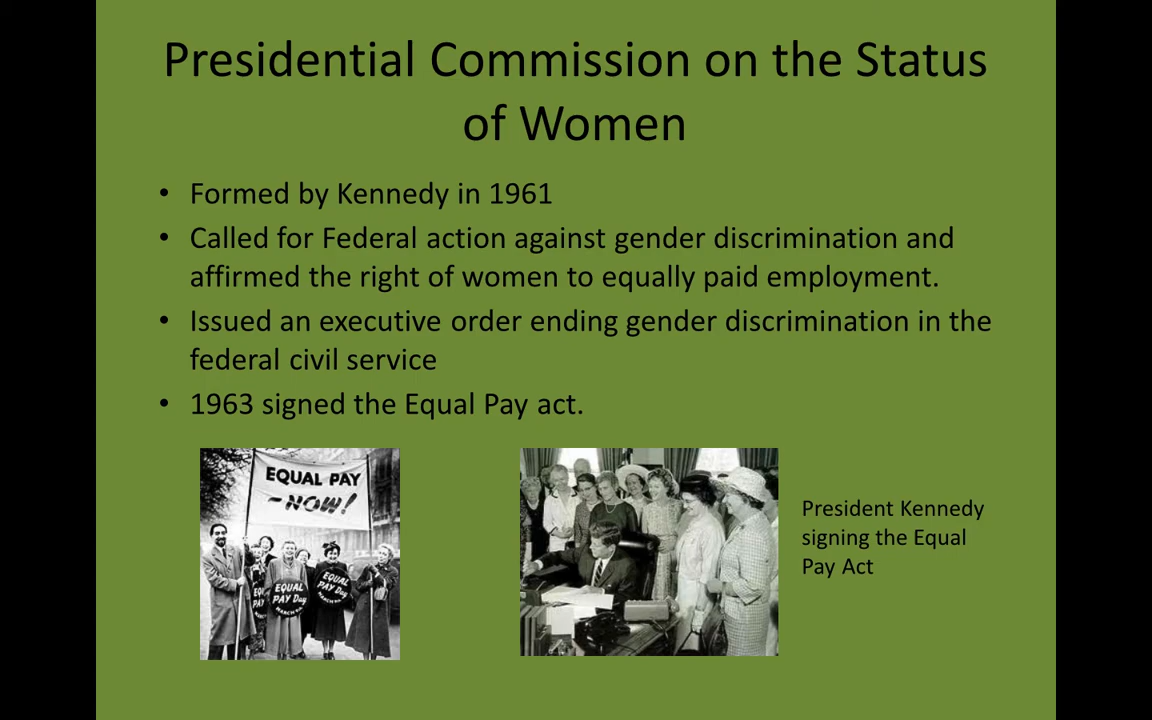 Presidential Commission on the Status
of Women
• Formed by Kennedy in 1961
• Called for Federal action against gender discrimination and
affirmed the right of women to equally paid employment.
• Issued an executive order ending gender discrimination in the
federal civil service
• 1963 signed the Equal Pay act.
EQUAL PAY
-NOW!
EQUAL
PAY Day
EQUAL
PAY Day
President Kennedy
signing the Equal
Pay Act